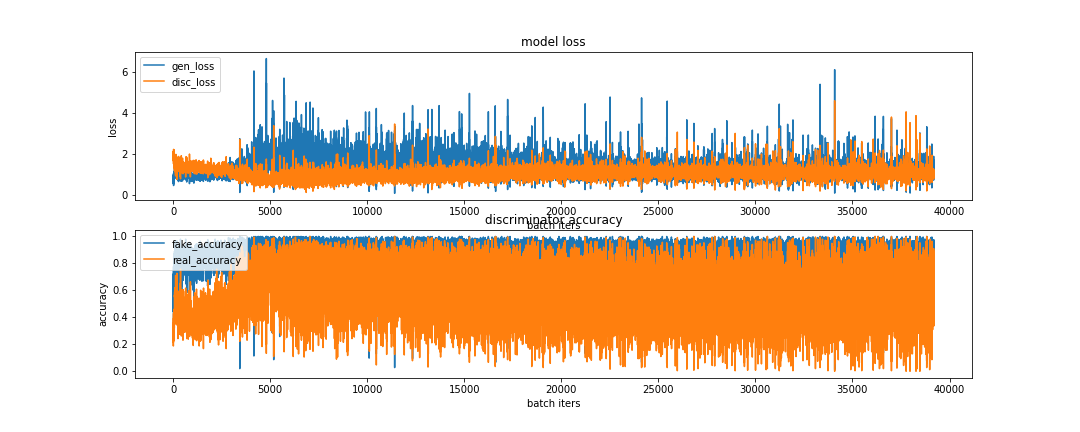 model loss
gen_loss
disc_loss
loss
6
4
2
0
0 5000 10000 15000 20000 25000 30000 35000 40000
batch iters
discriminator accuracy
fake_accuracy
real_accuracy
accuracy
1.0
0.8
0.6
0.4
0.2
0.0
0 5000 10000 15000 20000 25000 30000 35000 40000
batch iters